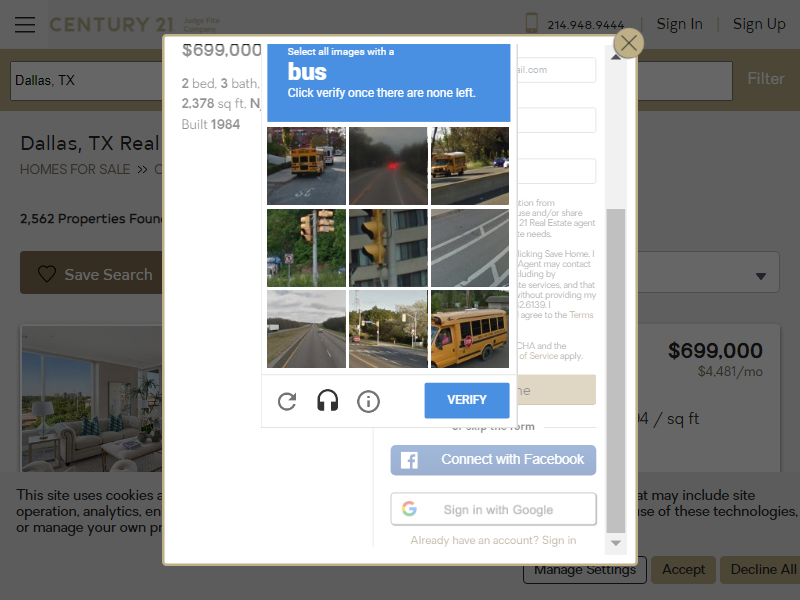 CENTURY 21 Judge Fite
Company
214.948.9444
Sign In
Sign Up
Dallas, TX
Filter
Dallas, TX Real
HOMES FOR SALE »
2,562 Properties Found
Save Search
$699,000
2 bed, 3 bath,
2,378 sq ft,
Built 1984
Select all images with a
bus
Click verify once there are none left.
VERIFY
ail.com
tion from
use and/or share
21 Real Estate agent
te needs.
licking Save Home, I
Agent may contact
cluding by
te services, and that
without providing my
2.6139. I
I agree to the Terms
CHA and the
of Service apply.
me
or skip the form
Connect with Facebook
Sign in with Google
Already have an account? Sign in
$699,000
$4,481/mo
/ sq ft
This site uses cookies a
operation, analytics, en
or manage your own pr
at may include site
use of these technologies,
Manage Settings
Accept
Decline All